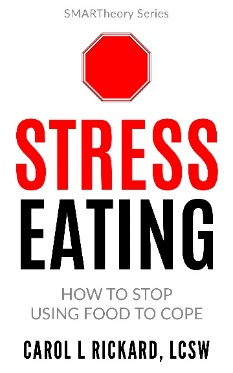 SMARTheory Series
STRESS
EATING
HOW TO STOP
USING FOOD TO COPE
CAROL L RICKARD, LCSW